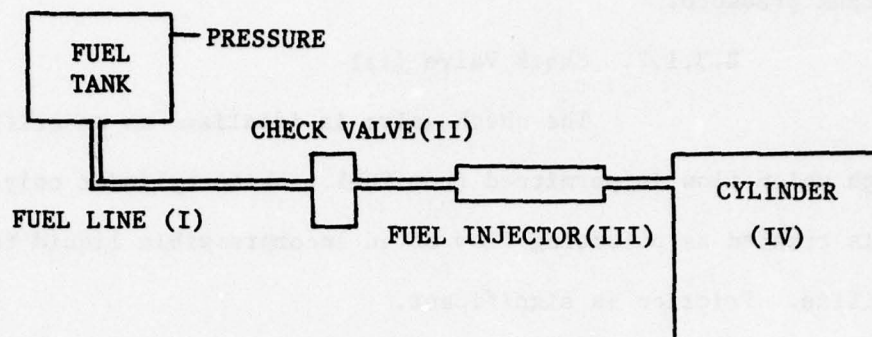 FUEL
TANK
PRESSURE
CHECK VALVE(II)
FUEL LINE (I)
FUEL INJECTOR(III)
CYLINDER
(IV)